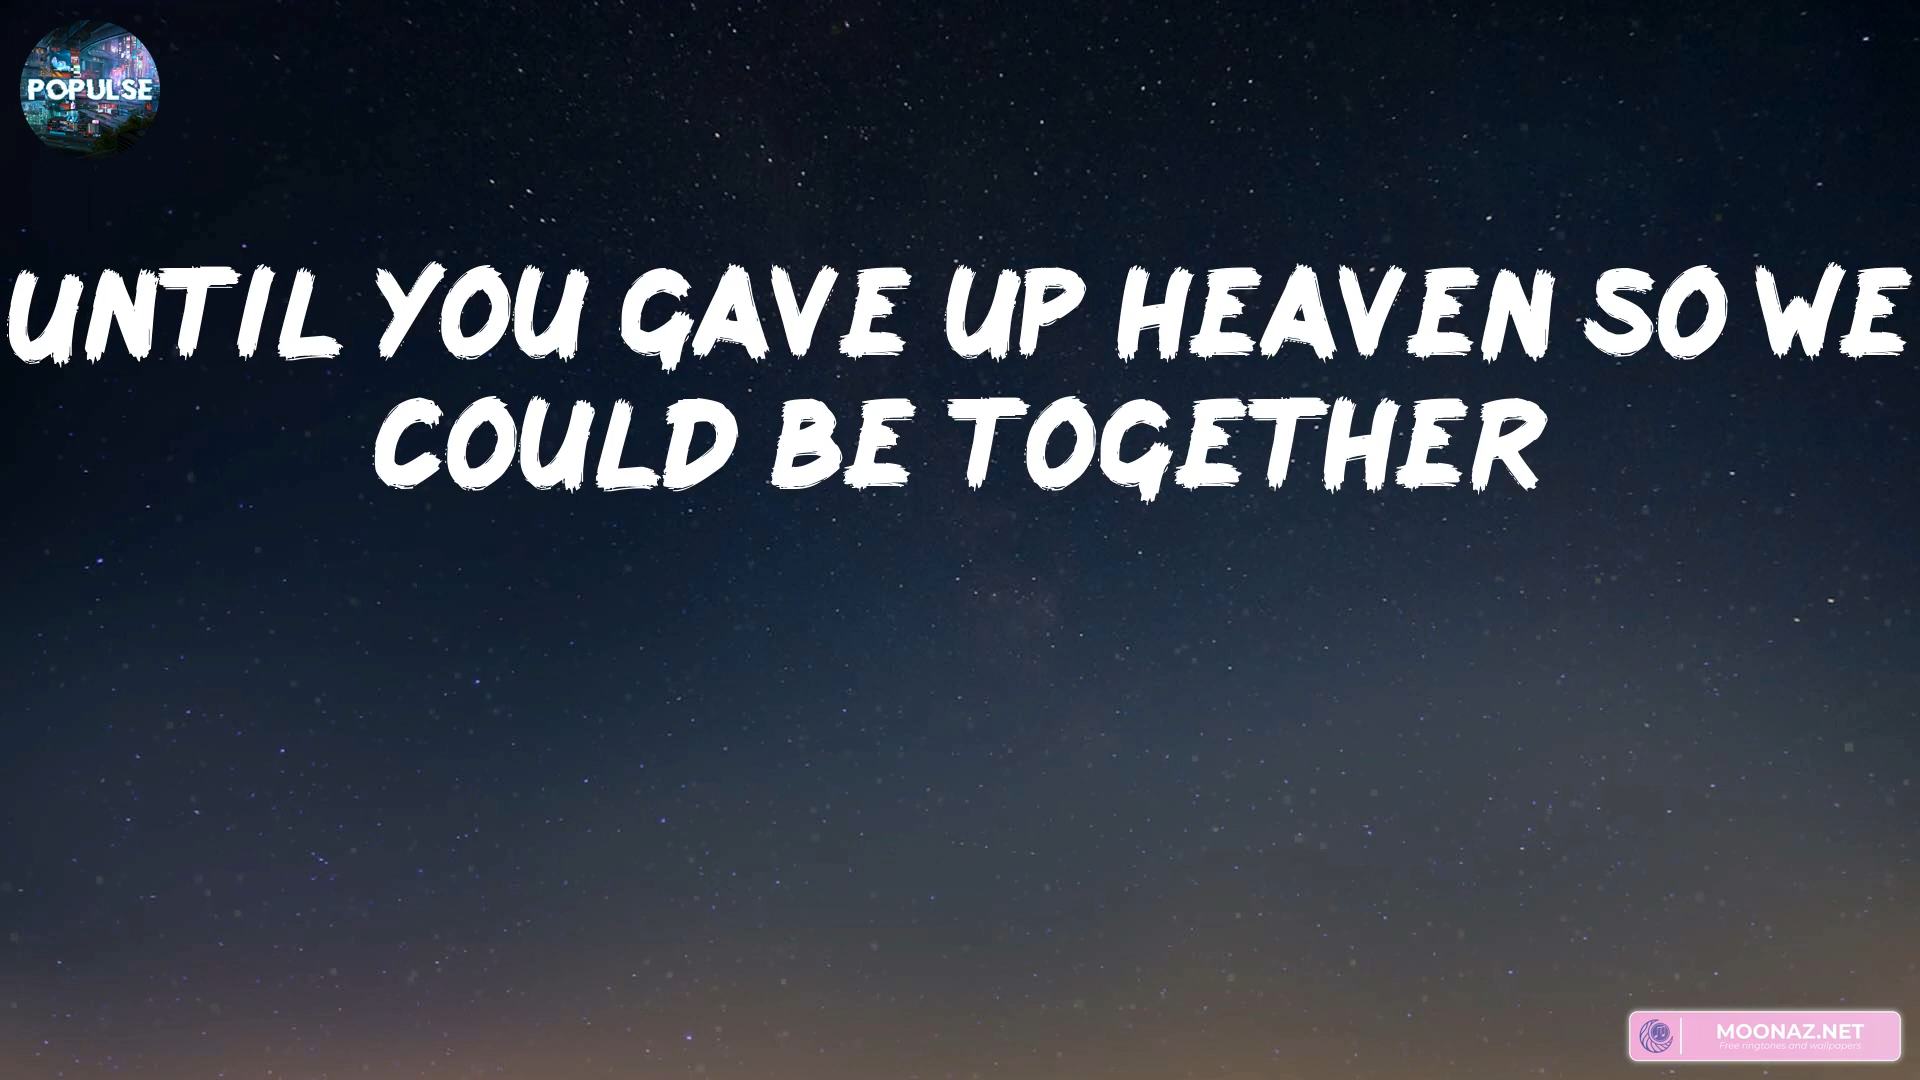 POPULSE
UNTIL YOU GAVE UP HEAVEN SO WE
COULD BE TOGETHER
MOONAZ.NET
Free ringtones and wallpapers